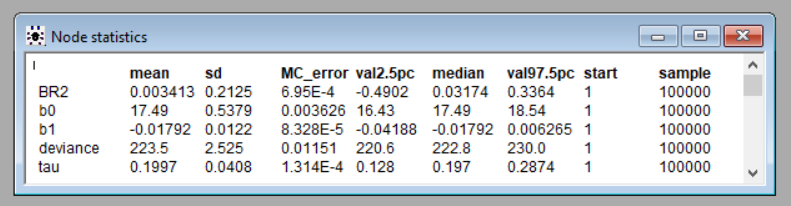 Node statistics
mean sd MC_error val2.5pc median val97.5pc start sample
BR2 0.003413 0.2125 6.95E-4 -0.4902 0.03174 0.3364 1 100000
b0 17.49 0.5379 0.003626 16.43 17.49 18.54 1 100000
b1 -0.01792 0.0122 8.328E-5 -0.04188 -0.01792 0.006265 1 100000
deviance 223.5 2.525 0.01151 220.6 222.8 230.0 1 100000
tau 0.1997 0.0408 1.314E-4 0.128 0.197 0.2874 1 100000